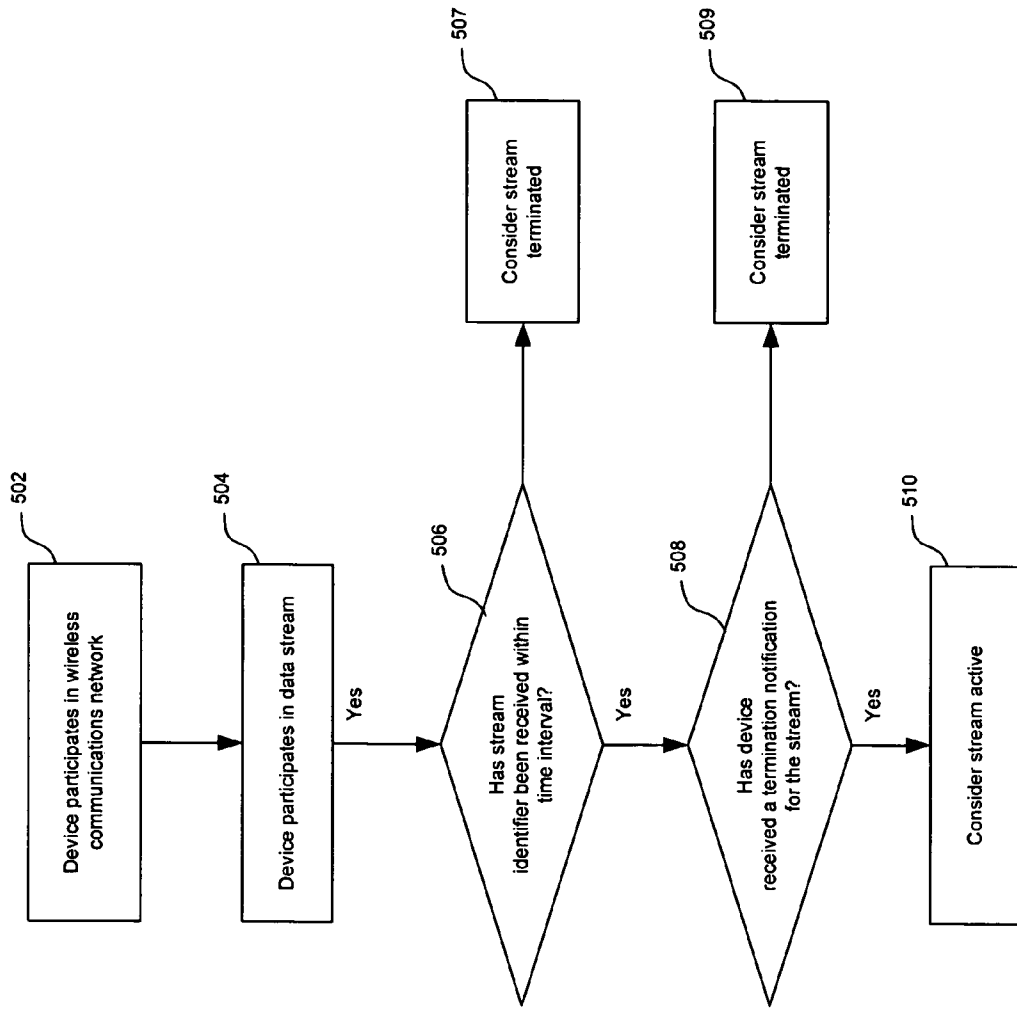 502
Device participates in wireless
communications network
504
Device participates in data stream
Yes
506
Has stream
identifier been received within
time interval?
507
Consider stream
terminated
Yes
508
Has device
received a termination notification
for the stream?
509
Consider stream
terminated
Yes
510
Consider stream active